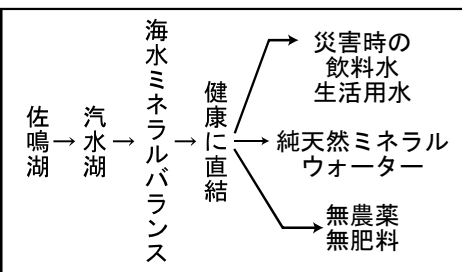 佐鳴湖
→
汽水湖
→
海水ミネラルバランス
→
健康に直結
災害時の
飲料水
生活用水
純天然ミネラル
ウォーター
無農薬
無肥料